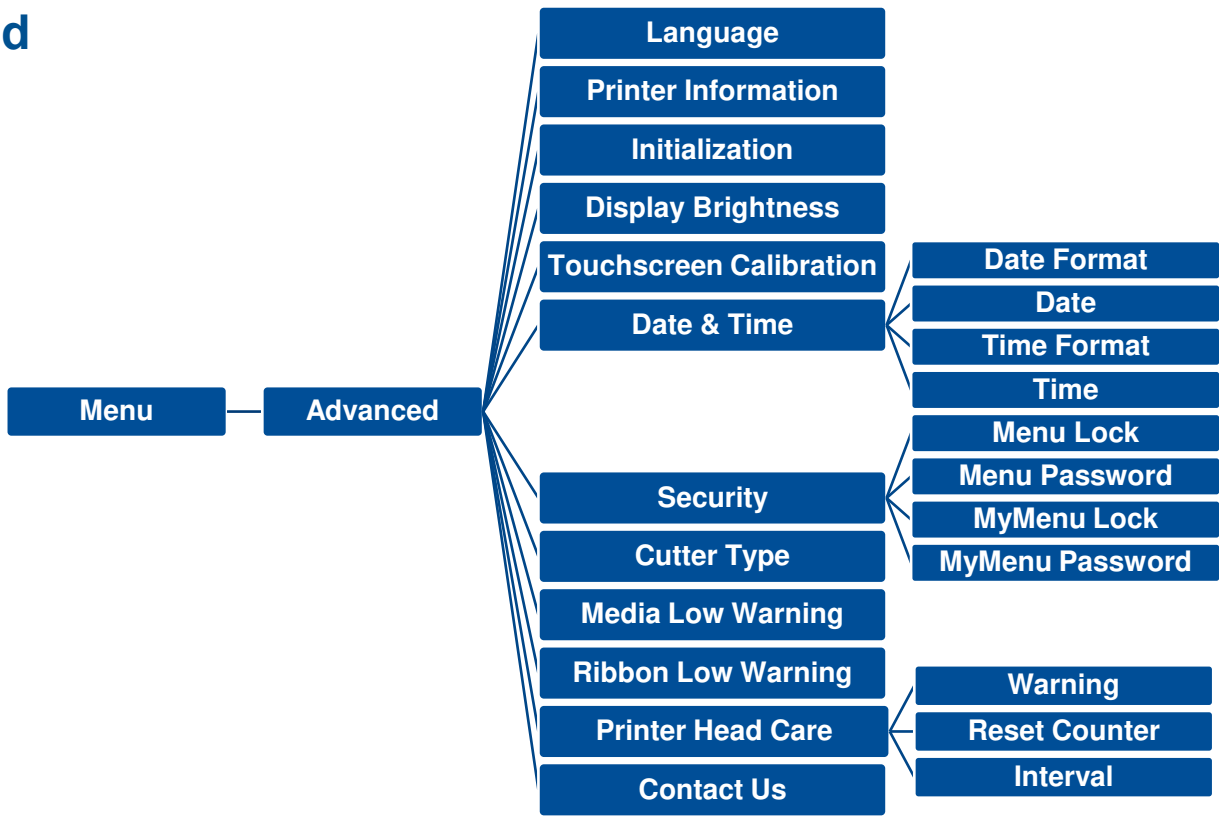 d
Language
Printer Information
Initialization
Display Brightness
Touchscreen Calibration
Date & Time
Date Format
Date
Time Format
Time
Menu
Advanced
Security
Menu Lock
Menu Password
MyMenu Lock
MyMenu Password
Cutter Type
Media Low Warning
Ribbon Low Warning
Printer Head Care
Warning
Reset Counter
Interval
Contact Us